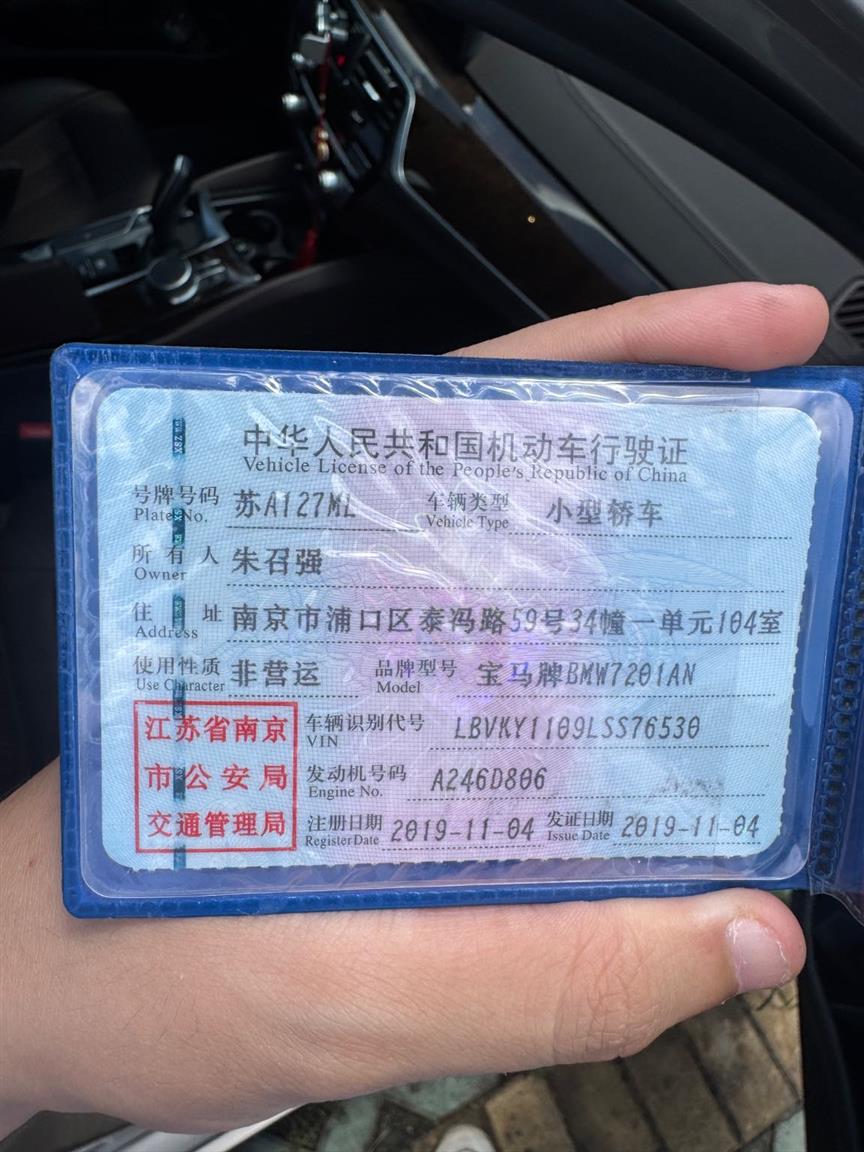 中华人民共和国机动车行驶证
Vehicle License of the People's Republic of China
号牌号码 苏A127ML 车辆类型 小型轿车
Plate No. Vehicle Type
所有人 朱召强
Owner
住址 南京市浦口区泰冯路59号34幢一单元104室
Address
使用性质 非营运 品牌型号 宝马牌BMW7201AN
Use Character Model
江苏省南京
市公安局
交通管理局
车辆识别代号 LBVKY1109LSS76530
VIN
发动机号码 A246D806
Engine No.
注册日期 2019-11-04 发证日期 2019-11-04
Register Date Issue Date